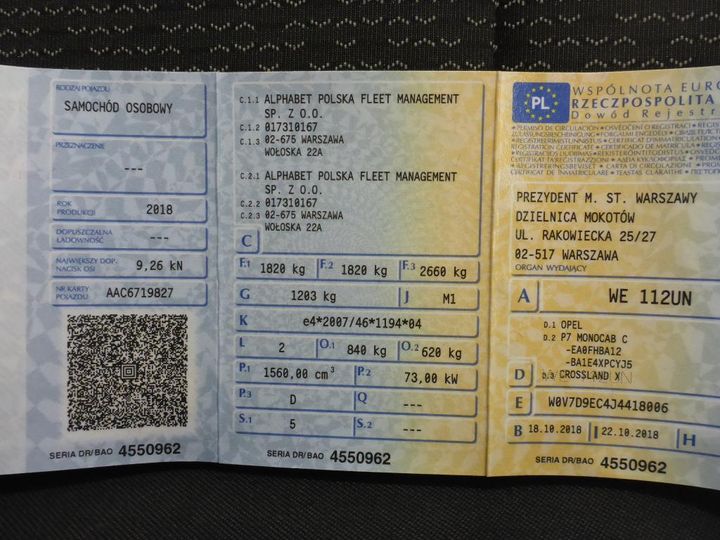 RODZAJ POJAZDU
SAMOCHÓD OSOBOWY
PRZEZNACZENIE
---
ROK PRODUKCJI 2018
DOPUSZCZALNA ŁADOWNOŚĆ ---
NAJWIĘKSZY DOP. NACISK OSI 9,26 kN
NR KARTY POJAZDU AAC6719827
SERIA DR/BAO 4550962
C.1.1 ALPHABET POLSKA FLEET MANAGEMENT
SP. Z O.O.
C.1.2 017310167
C.1.3 02-675 WARSZAWA
WOŁOSKA 22A
C.2.1 ALPHABET POLSKA FLEET MANAGEMENT
SP. Z O.O.
C.2.2 017310167
C.2.3 02-675 WARSZAWA
WOŁOSKA 22A
C
F.1 1820 kg F.2 1820 kg F.3 2660 kg
G 1203 kg J M1
K e4*2007/46*1194*04
L 2 O.1 840 kg O.2 620 kg
P.1 1560,00 cm³ P.2 73,00 kW
P.3 D Q ---
S.1 5 S.2 ---
SERIA DR/BAO 4550962
PL
WSPÓLNOTA EURO
RZECZPOSPOLITA
Dowód Rejestr
PREZYDENT M. ST. WARSZAWY
DZIELNICA MOKOTÓW
UL. RAKOWIECKA 25/27
02-517 WARSZAWA
ORGAN WYDAJĄCY
A WE 112UN
D.1 OPEL
D.2 P7 MONOCAB C
-EA0FHBA12
-BA1E4XPCYJ5
D D.3 CROSSLAND X
E W0V7D9EC4J4418006
B 18.10.2018 I 22.10.2018 H
SERIA DR/BAO 4550962